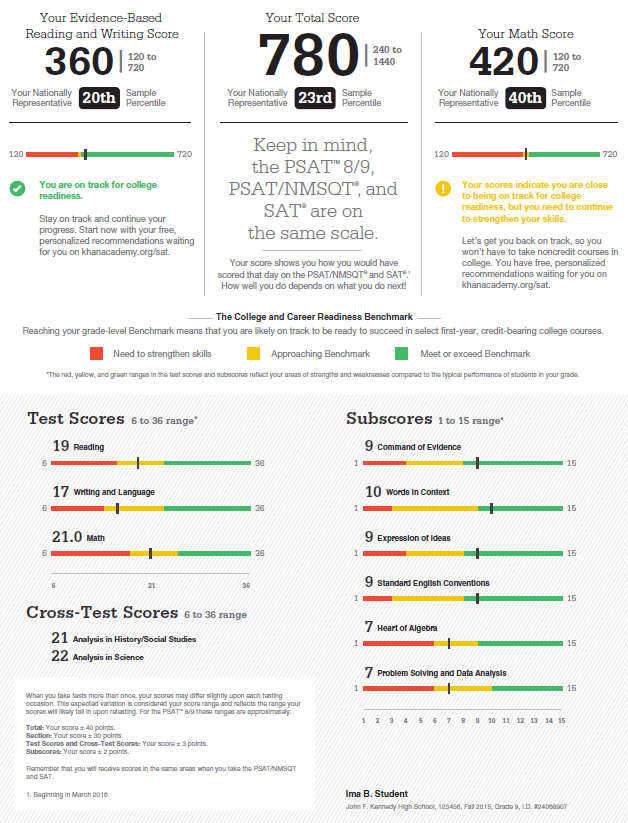 Your Evidence-Based
Reading and Writing Score
360 | 120 to
720
Your Nationally
Representative 20th Sample
Percentile
120 720
You are on track for college
readiness.
Stay on track and continue your
progress. Start now with your free,
personalized recommendations waiting
for you on khanacademy.org/sat.
Your Total Score
780 | 240 to
1440
Your Nationally
Representative 23rd Sample
Percentile
Keep in mind,
the PSAT™ 8/9,
PSAT/NMSQT®, and
SAT® are on
the same scale.
Your score shows you how you would have
scored that day on the PSAT/NMSQT® and SAT®.¹
How well you do depends on what you do next!
Your Math Score
420 | 120 to
720
Your Nationally
Representative 40th Sample
Percentile
120 720
Your scores indicate you are close
to being on track for college
readiness, but you need to continue
to strengthen your skills.
Let's get you back on track, so you
won't have to take noncredit courses in
college. You have free, personalized
recommendations waiting for you on
khanacademy.org/sat.
The College and Career Readiness Benchmark
Reaching your grade-level Benchmark means that you are likely on track to be ready to succeed in select first-year, credit-bearing college courses.
Need to strengthen skills Approaching Benchmark Meet or exceed Benchmark
*The red, yellow, and green ranges in the test scores and subscores reflect your areas of strengths and weaknesses compared to the typical performance of students in your grade.
Test Scores 6 to 36 range*
19 Reading
6 36
17 Writing and Language
6 36
21.0 Math
6 36
6 21 36
Cross-Test Scores 6 to 36 range
21 Analysis in History/Social Studies
22 Analysis in Science
When you take tests more than once, your scores may differ slightly upon each testing
occasion. This expected variation is considered your score range and reflects the range your
scores will likely fall in upon retesting. For the PSAT™ 8/9 these ranges are approximately:
Total: Your score ± 40 points.
Section: Your score ± 30 points.
Test Scores and Cross-Test Scores: Your score ± 3 points.
Subscores: Your score ± 2 points.
Remember that you will receive scores in the same areas when you take the PSAT/NMSQT
and SAT.
1. Beginning in March 2016
Subscores 1 to 15 range*
9 Command of Evidence
1 15
10 Words in Context
1 15
9 Expression of Ideas
1 15
9 Standard English Conventions
1 15
7 Heart of Algebra
1 15
7 Problem Solving and Data Analysis
1 15
1 2 3 4 5 6 7 8 9 10 11 12 13 14 15
Ima B. Student
John F. Kennedy High School, 123456, Fall 2015, Grade 9, I.D. #24068907